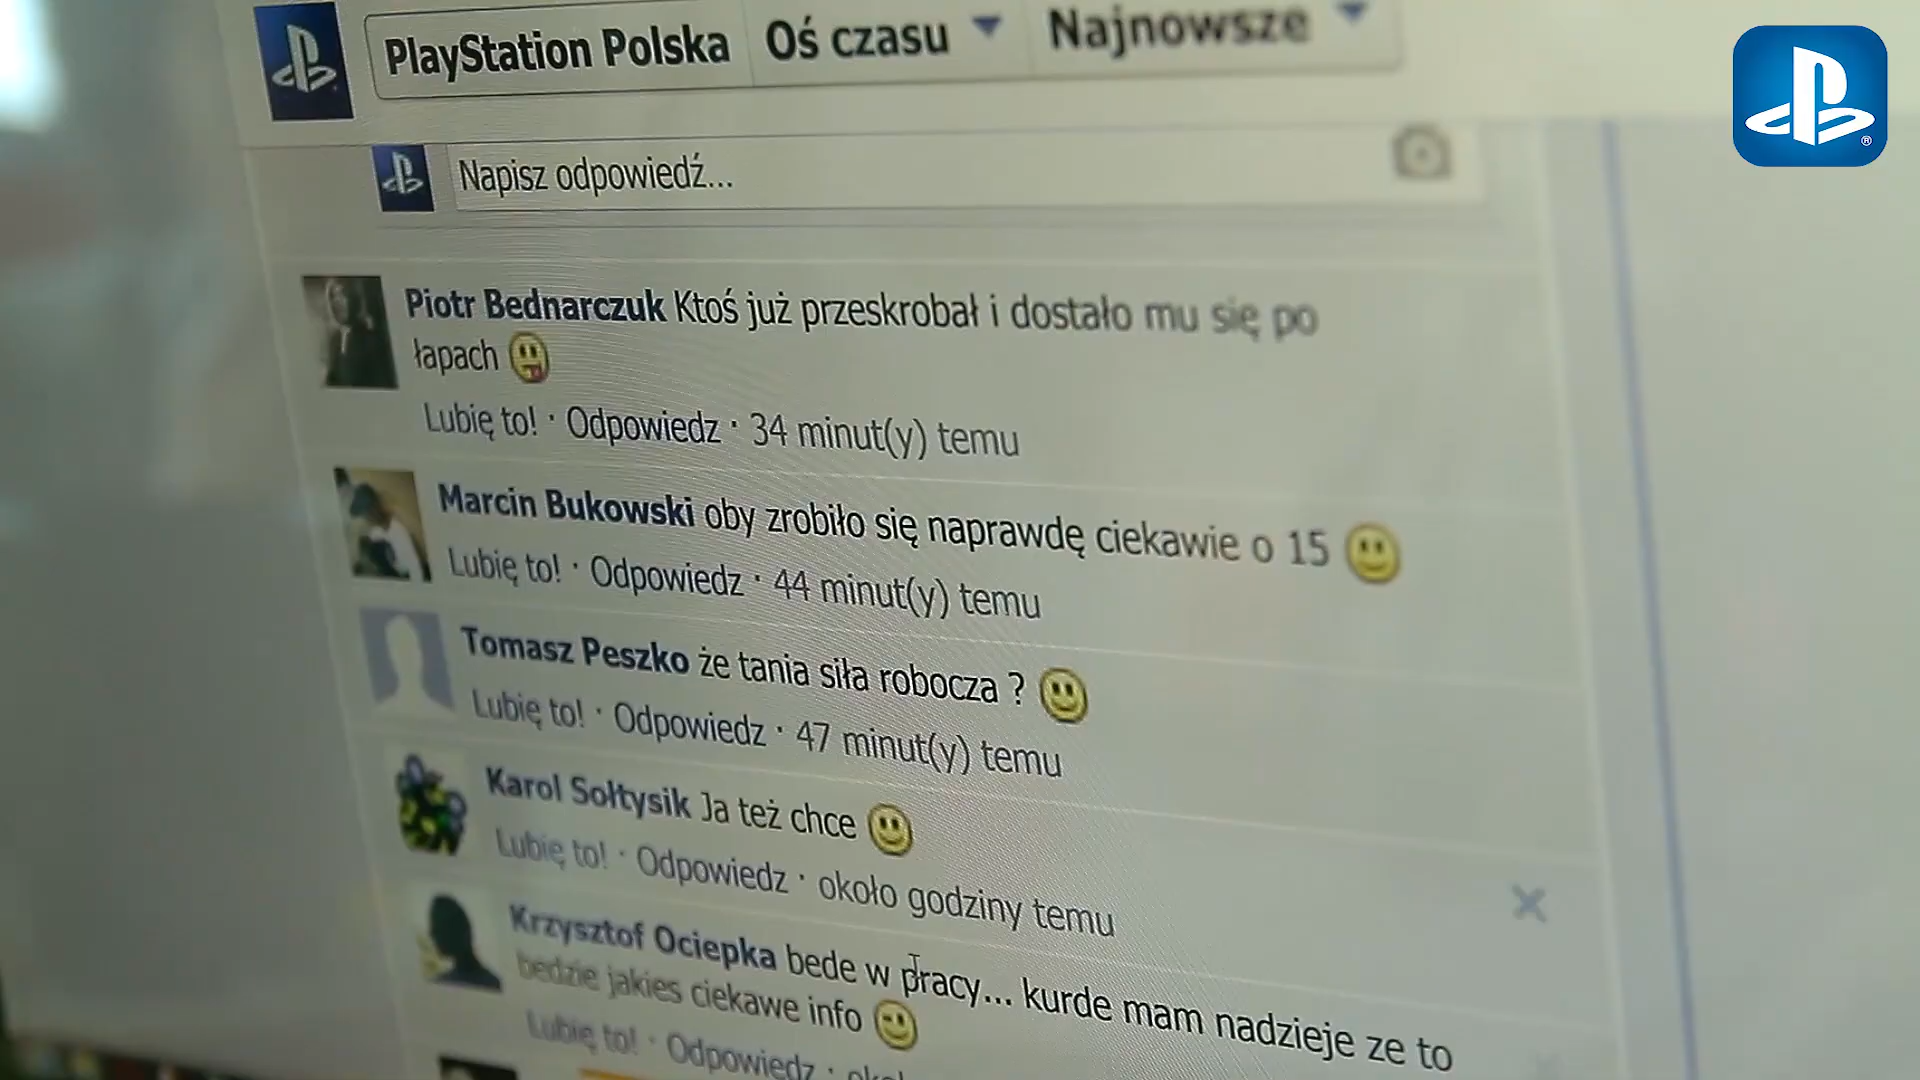 PlayStation Polska Oś czasu Najnowsze
Napisz odpowiedź...
Piotr Bednarczuk Ktoś już przeskrobał i dostało mu się po
łapach
Lubię to! · Odpowiedz · 34 minut(y) temu
Marcin Bukowski oby zrobiło się naprawdę ciekawie o 15
Lubię to! · Odpowiedz · 44 minut(y) temu
Tomasz Peszko że tania siła robocza ?
Lubię to! · Odpowiedz · 47 minut(y) temu
Karol Sołtysik Ja też chce
Lubię to! · Odpowiedz · około godziny temu
Krzysztof Ociepka bede w pracy... kurde mam nadzieje ze to
bedzie jakies ciekawe info
Lubię to! · Odpowiedz ·